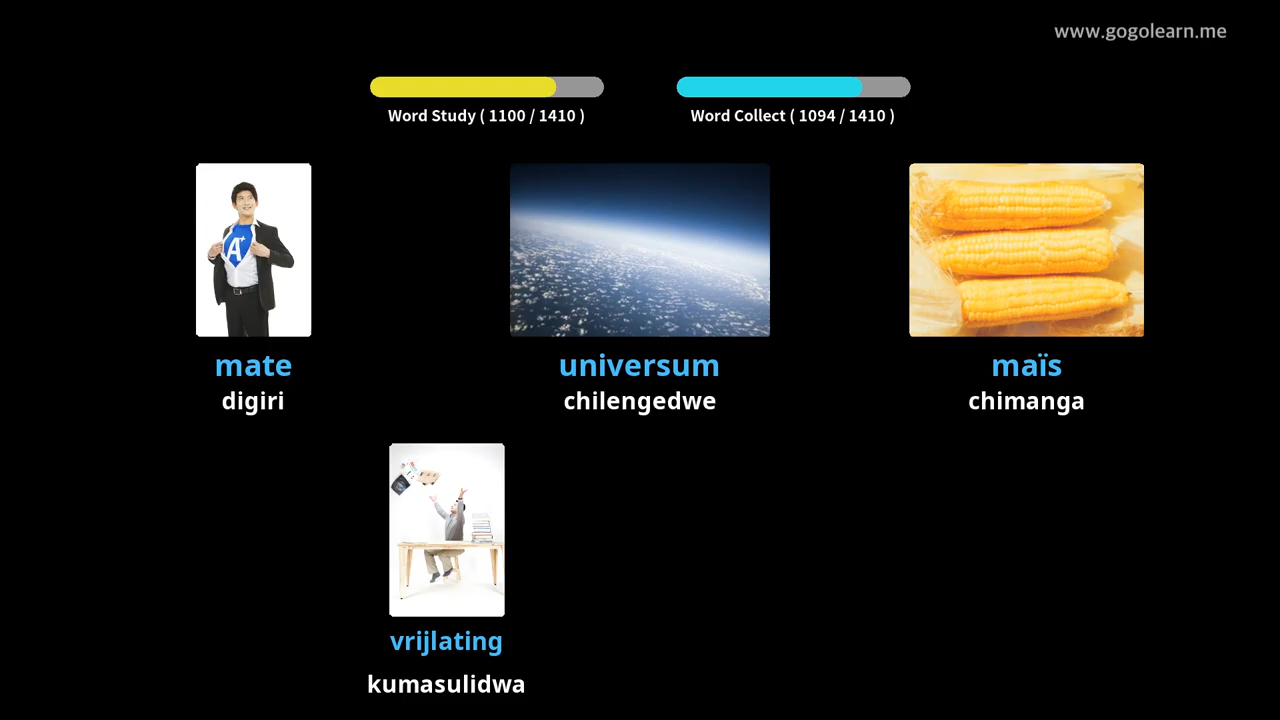 www.gogolearn.me
Word Study ( 1100 / 1410 )
Word Collect ( 1094 / 1410 )
A+
mate
digiri
universum
chilengedwe
maïs
chimanga
vrijlating
kumasulidwa